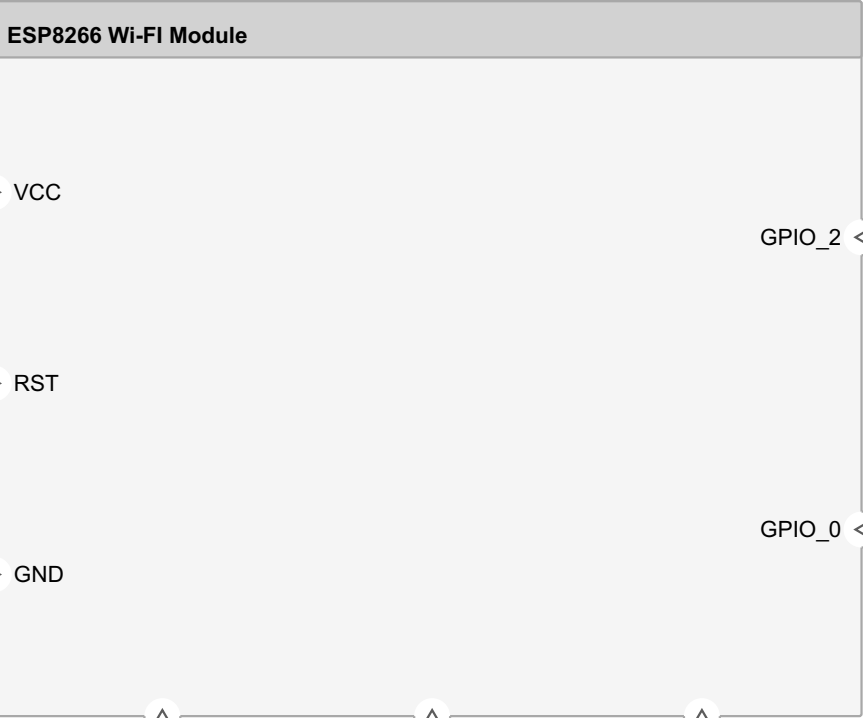 ESP8266 Wi-FI Module
VCC
GPIO_2
RST
GPIO_0
GND